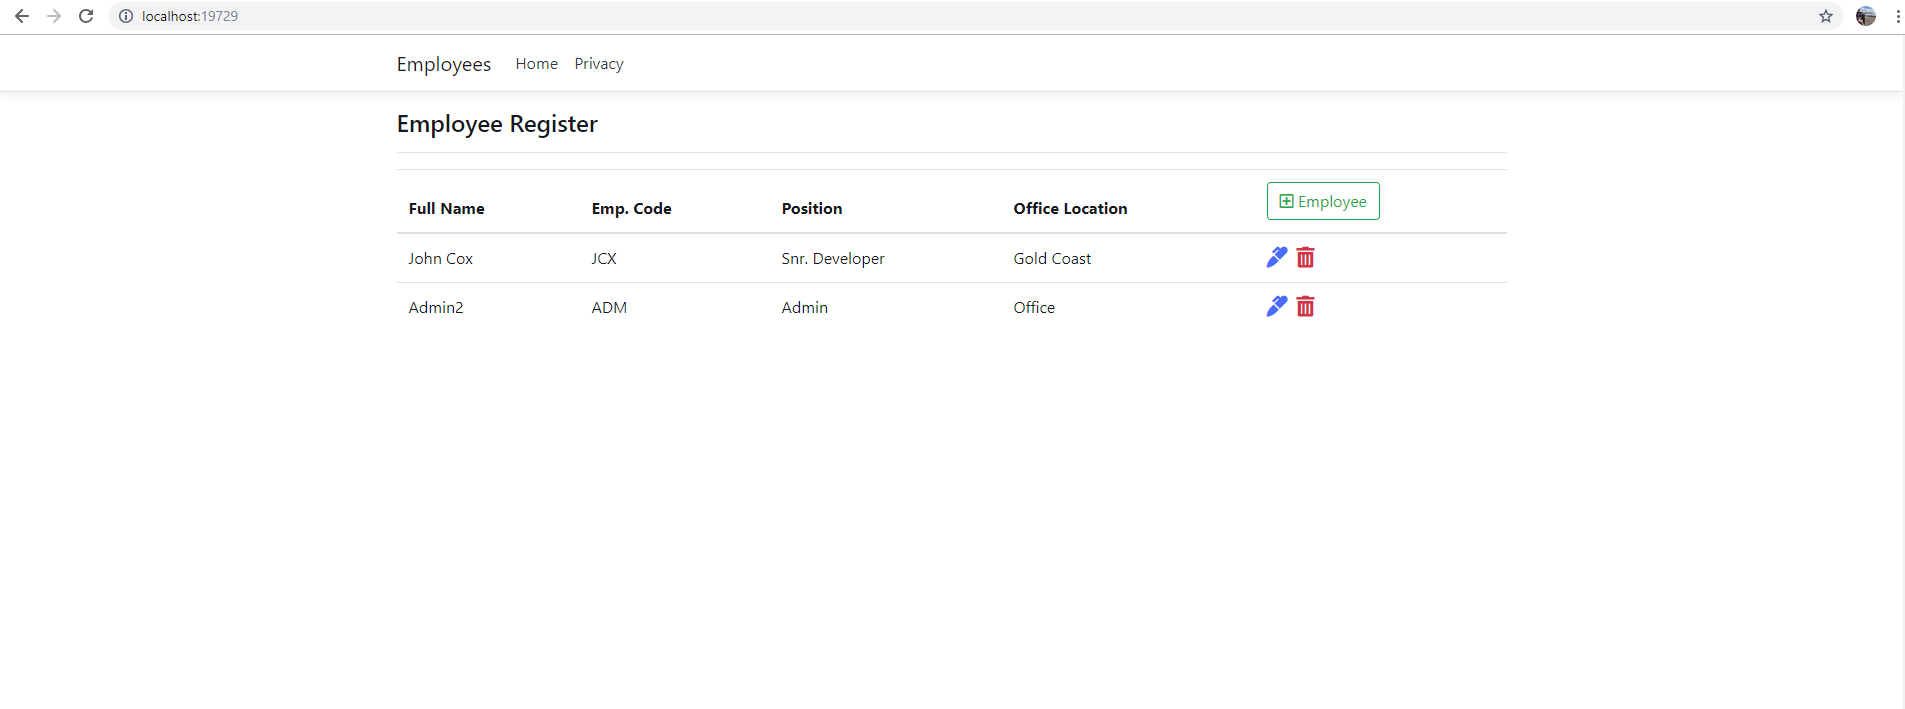 localhost:19729
Employees Home Privacy
Employee Register
Full Name Emp. Code Position Office Location Employee
John Cox JCX Snr. Developer Gold Coast
Admin2 ADM Admin Office